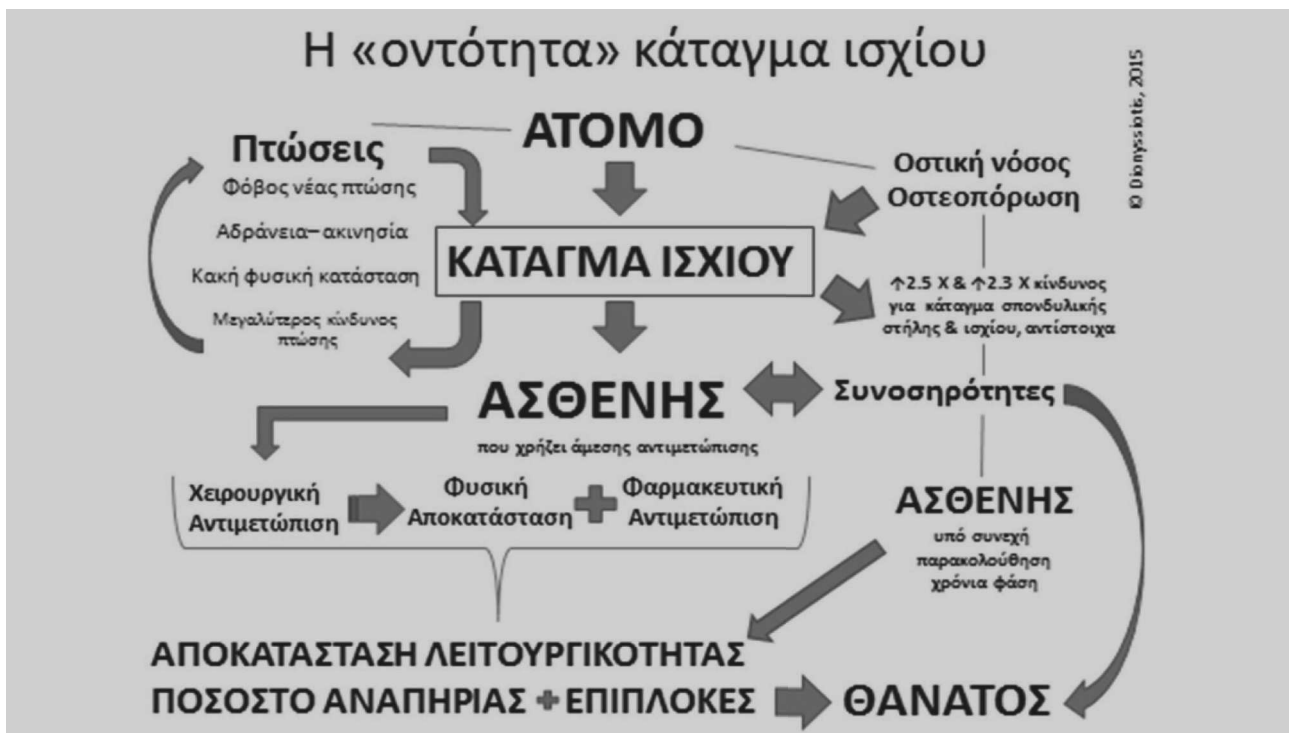 Η «οντότητα» κάταγμα ισχίου
© Dionyssiotis, 2015
ΑΤΟΜΟ
Πτώσεις
Φόβος νέας πτώσης
Αδράνεια– ακινησία
Κακή φυσική κατάσταση
Μεγαλύτερος κίνδυνος
πτώσης
Οστική νόσος
Οστεοπόρωση
ΚΑΤΑΓΜΑ ΙΣΧΙΟΥ
↑2.5 Χ & ↑2.3 Χ κίνδυνος
για κάταγμα σπονδυλικής
στήλης & ισχίου, αντίστοιχα
ΑΣΘΕΝΗΣ
που χρήζει άμεσης αντιμετώπισης
Συνοσηρότητες
Χειρουργική
Αντιμετώπιση
Φυσική
Αποκατάσταση
Φαρμακευτική
Αντιμετώπιση
ΑΣΘΕΝΗΣ
υπό συνεχή
παρακολούθηση
χρόνια φάση
ΑΠΟΚΑΤΑΣΤΑΣΗ ΛΕΙΤΟΥΡΓΙΚΟΤΗΤΑΣ
ΠΟΣΟΣΤΟ ΑΝΑΠΗΡΙΑΣ + ΕΠΙΠΛΟΚΕΣ
ΘΑΝΑΤΟΣ